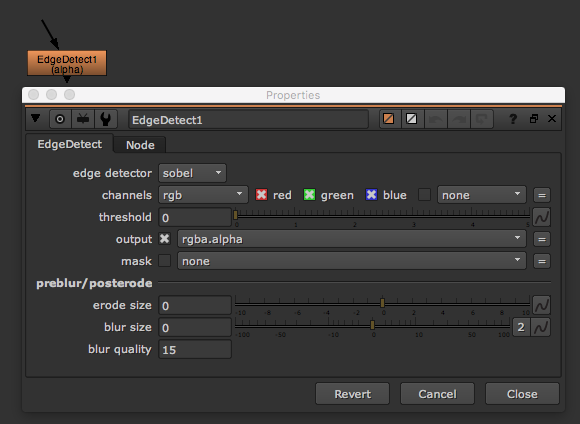 EdgeDetect1
(alpha)
Properties
EdgeDetect1
?
EdgeDetect Node
edge detector sobel
channels rgb red green blue none =
threshold 0
0 1 2 3 4 5
output rgba.alpha =
mask none =
preblur/posterode
erode size 0
-10 -8 -6 -4 -2 0 2 4 6 8 10
blur size 0 2
-100 -50 -10 0 10 50 100
blur quality 15
Revert Cancel Close